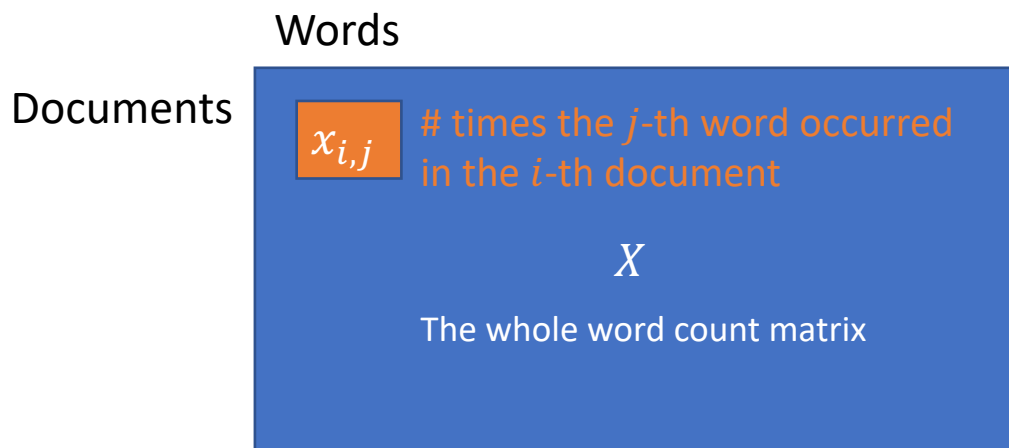 Words
Documents
x_{i,j}
# times the j-th word occurred
in the i-th document
X
The whole word count matrix